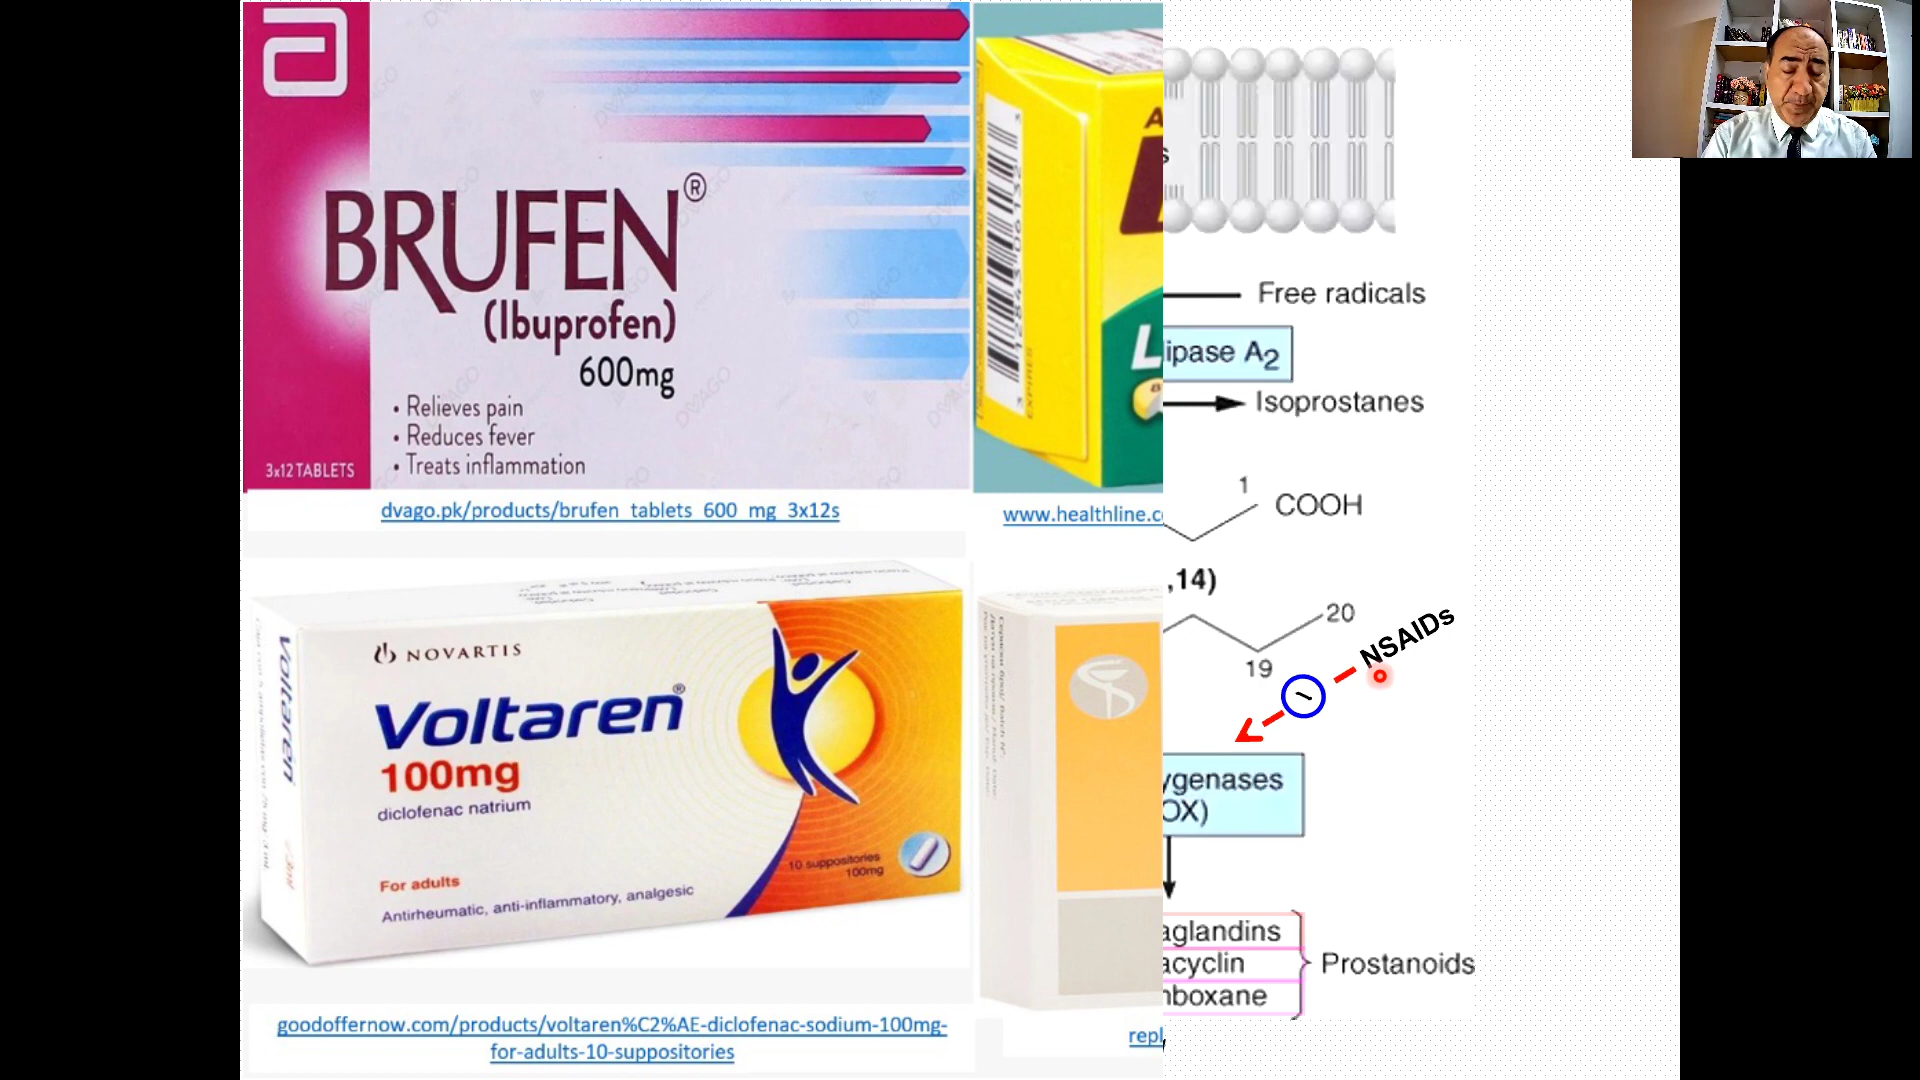 BRUFEN®
(Ibuprofen)
600mg
• Relieves pain
• Reduces fever
• Treats inflammation
3x12 TABLETS
dvago.pk/products/brufen_tablets_600_mg_3x12s
EXPIRES
A
L
www.healthline.c
NOVARTIS
Voltaren®
Voltaren
100mg
diclofenac natrium
10 suppositories
100mg
For adults
Antirheumatic, anti-inflammatory, analgesic
goodoffernow.com/products/voltaren%C2%AE-diclofenac-sodium-100mg-
for-adults-10-suppositories
repl
s
Free radicals
ipase A2
Isoprostanes
1
COOH
,14)
20
19
NSAIDs
ygenases
OX)
aglandins
acyclin
nboxane
Prostanoids